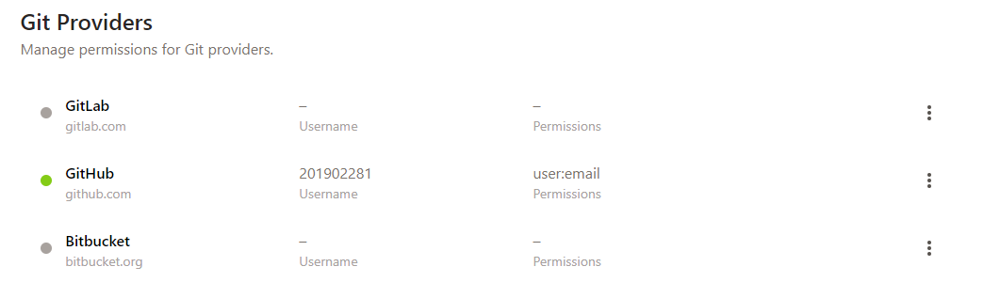 Git Providers
Manage permissions for Git providers.
GitLab – –
gitlab.com Username Permissions
GitHub 201902281 user:email
github.com Username Permissions
Bitbucket – –
bitbucket.org Username Permissions